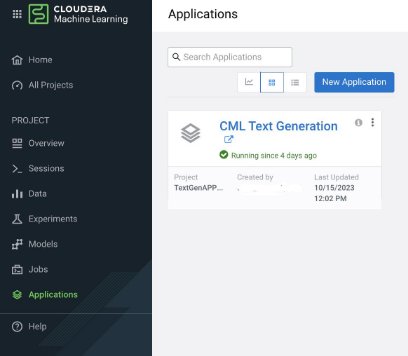 CLOUDERA
Machine Learning
Home
All Projects
PROJECT
Overview
Sessions
Data
Experiments
Models
Jobs
Applications
Help
Applications
Search Applications
New Application
CML Text Generation
Running since 4 days ago
Project
TextGenAPP...
Created by
Last Updated
10/15/2023
12:02 PM